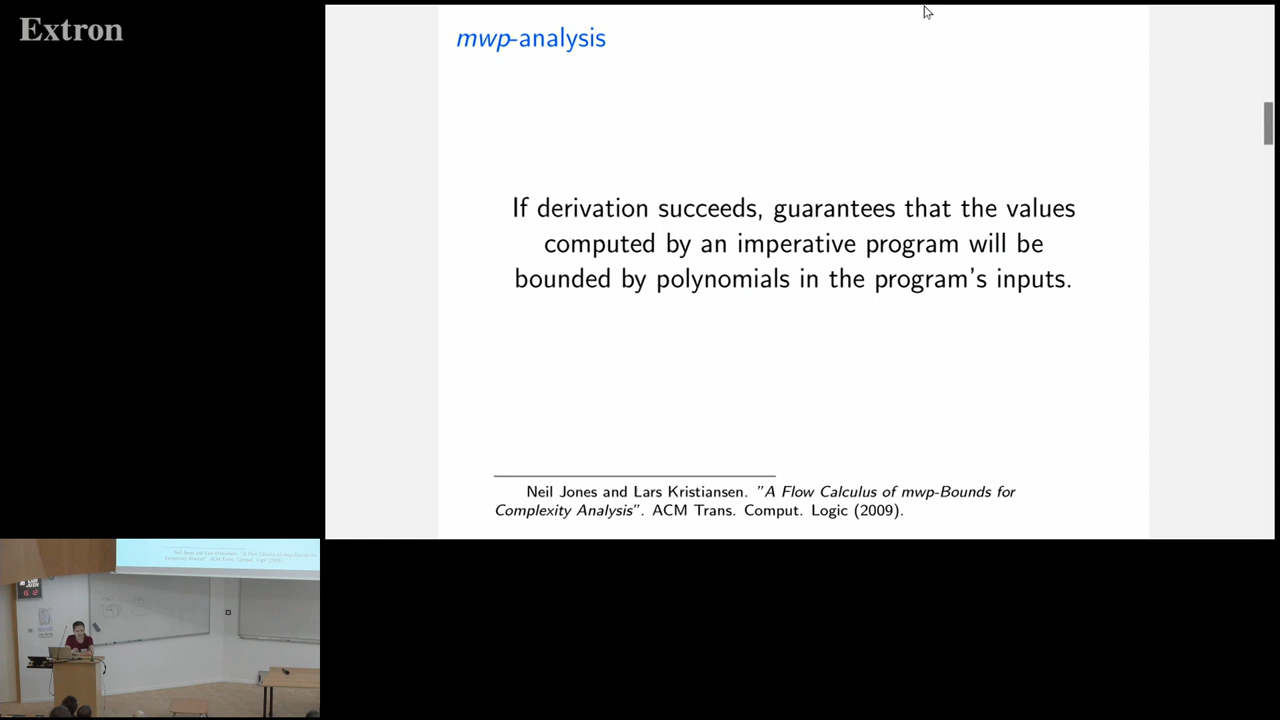 Extron
mwp-analysis
If derivation succeeds, guarantees that the values
computed by an imperative program will be
bounded by polynomials in the program's inputs.
Neil Jones and Lars Kristiansen. "A Flow Calculus of mwp-Bounds for
Complexity Analysis". ACM Trans. Comput. Logic (2009).